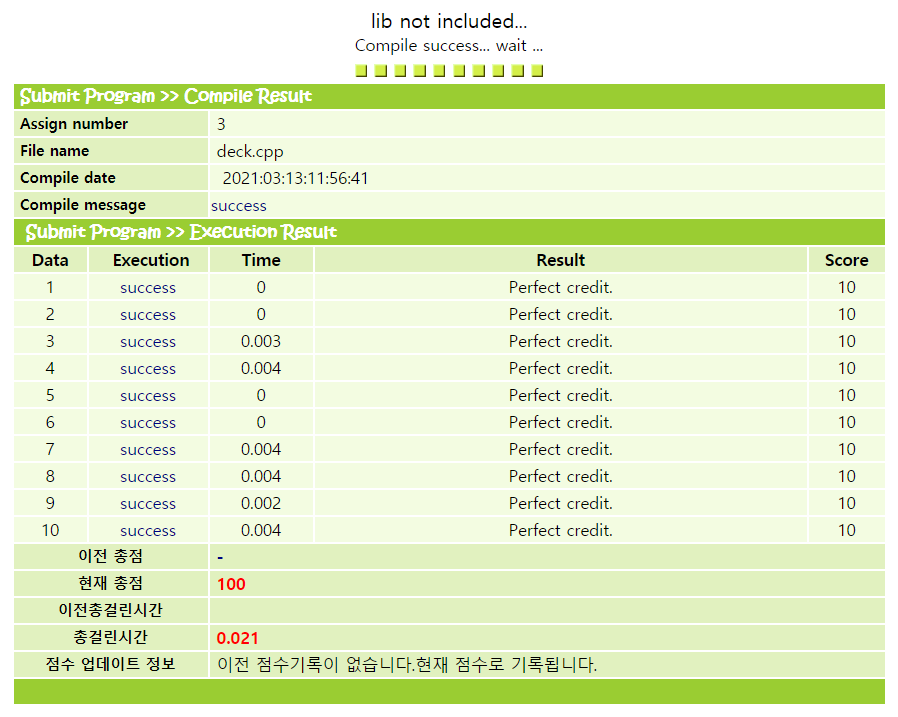 lib not included...
Compile success... wait ...
Submit Program >> Compile Result
Assign number 3
File name deck.cpp
Compile date 2021:03:13:11:56:41
Compile message success
Submit Program >> Execution Result
Data Execution Time Result Score
1 success 0 Perfect credit. 10
2 success 0 Perfect credit. 10
3 success 0.003 Perfect credit. 10
4 success 0.004 Perfect credit. 10
5 success 0 Perfect credit. 10
6 success 0 Perfect credit. 10
7 success 0.004 Perfect credit. 10
8 success 0.004 Perfect credit. 10
9 success 0.002 Perfect credit. 10
10 success 0.004 Perfect credit. 10
이전 총점 -
현재 총점 100
이전총걸린시간
총걸린시간 0.021
점수 업데이트 정보 이전 점수기록이 없습니다.현재 점수로 기록됩니다.